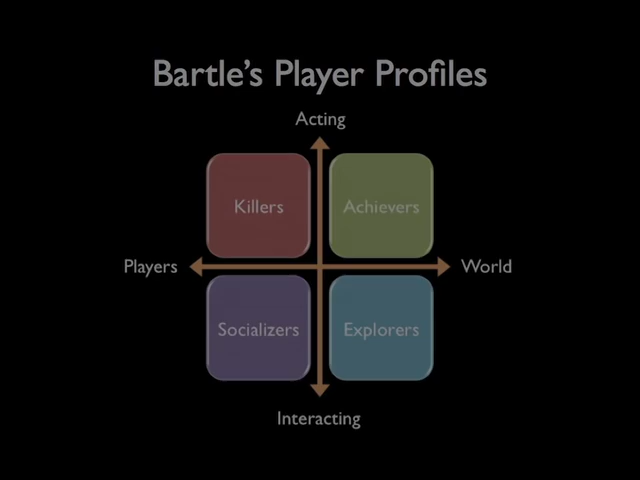 Bartle's Player Profiles
Acting
Killers
Achievers
Players
World
Socializers
Explorers
Interacting